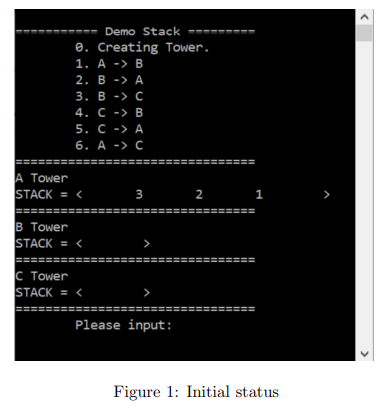 =========== Demo Stack =========
0. Creating Tower.
1. A -> B
2. B -> A
3. B -> C
4. C -> B
5. C -> A
6. A -> C
================================
A Tower
STACK = < 3 2 1 >
================================
B Tower
STACK = < >
================================
C Tower
STACK = < >
================================
Please input:
Figure 1: Initial status